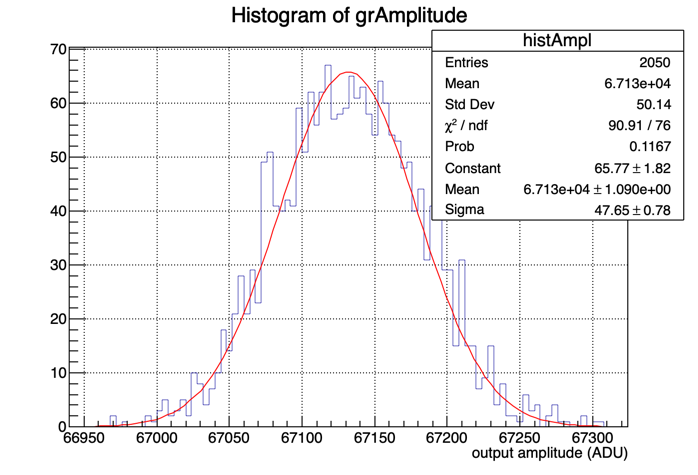 Histogram of grAmplitude
histAmpl
Entries 2050
Mean 6.713e+04
Std Dev 50.14
χ² / ndf 90.91 / 76
Prob 0.1167
Constant 65.77 ± 1.82
Mean 6.713e+04 ± 1.090e+00
Sigma 47.65 ± 0.78
70
60
50
40
30
20
10
0
66950 67000 67050 67100 67150 67200 67250 67300
output amplitude (ADU)